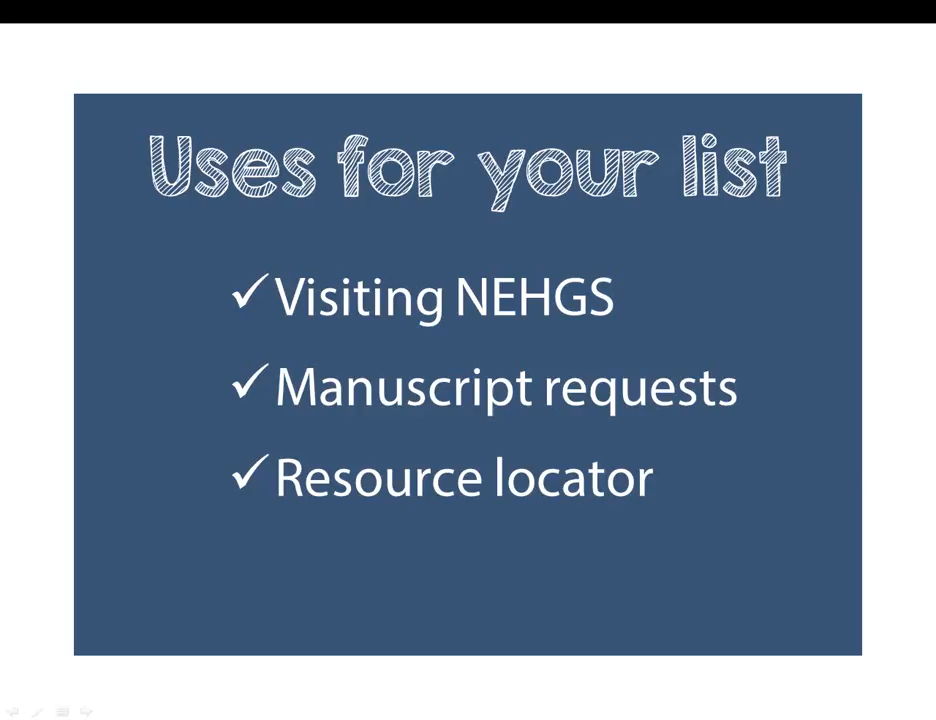 Uses for your list
✓Visiting NEHGS
✓Manuscript requests
✓Resource locator